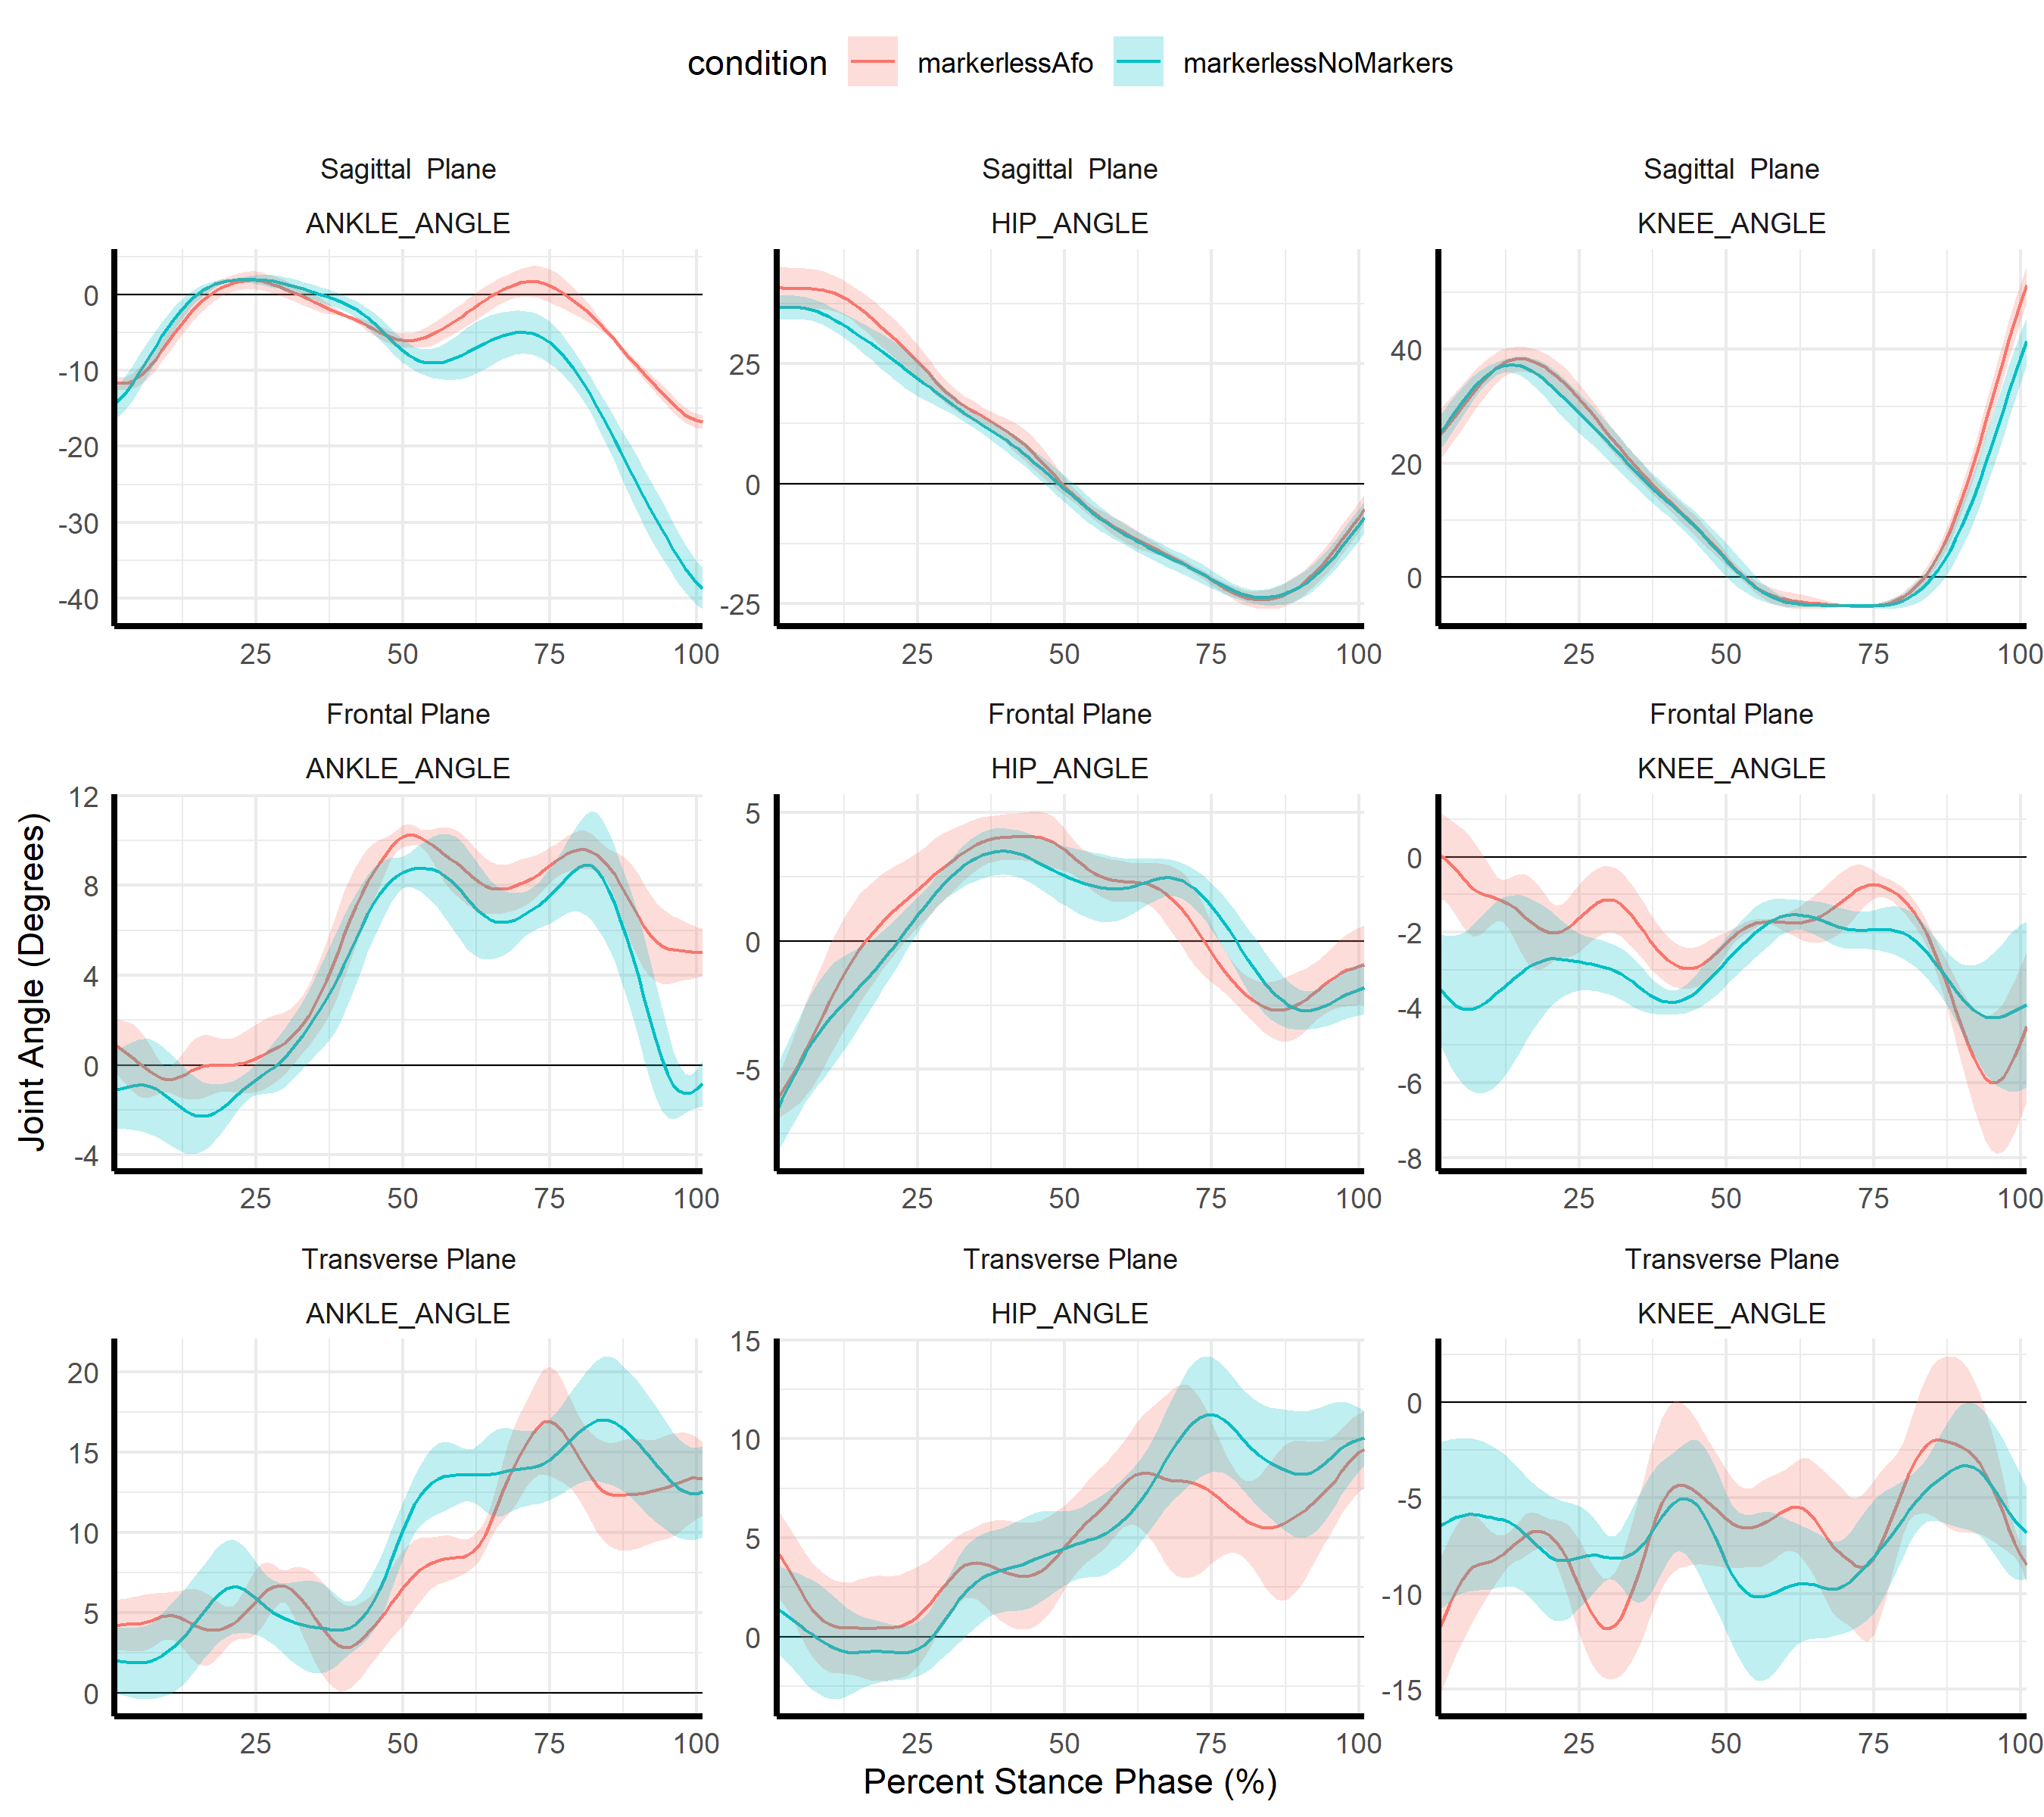 condition markerlessAfo markerlessNoMarkers
Sagittal  Plane Sagittal  Plane Sagittal  Plane
ANKLE_ANGLE HIP_ANGLE KNEE_ANGLE
0
-10
-20
-30
-40
25 50 75 100
25
0
-25
25 50 75 100
40
20
0
25 50 75 100
Frontal Plane Frontal Plane Frontal Plane
ANKLE_ANGLE HIP_ANGLE KNEE_ANGLE
Joint Angle (Degrees)
12
8
4
0
-4
25 50 75 100
5
0
-5
25 50 75 100
0
-2
-4
-6
-8
25 50 75 100
Transverse Plane Transverse Plane Transverse Plane
ANKLE_ANGLE HIP_ANGLE KNEE_ANGLE
20
15
10
5
0
25 50 75 100
15
10
5
0
25 50 75 100
0
-5
-10
-15
25 50 75 100
Percent Stance Phase (%)